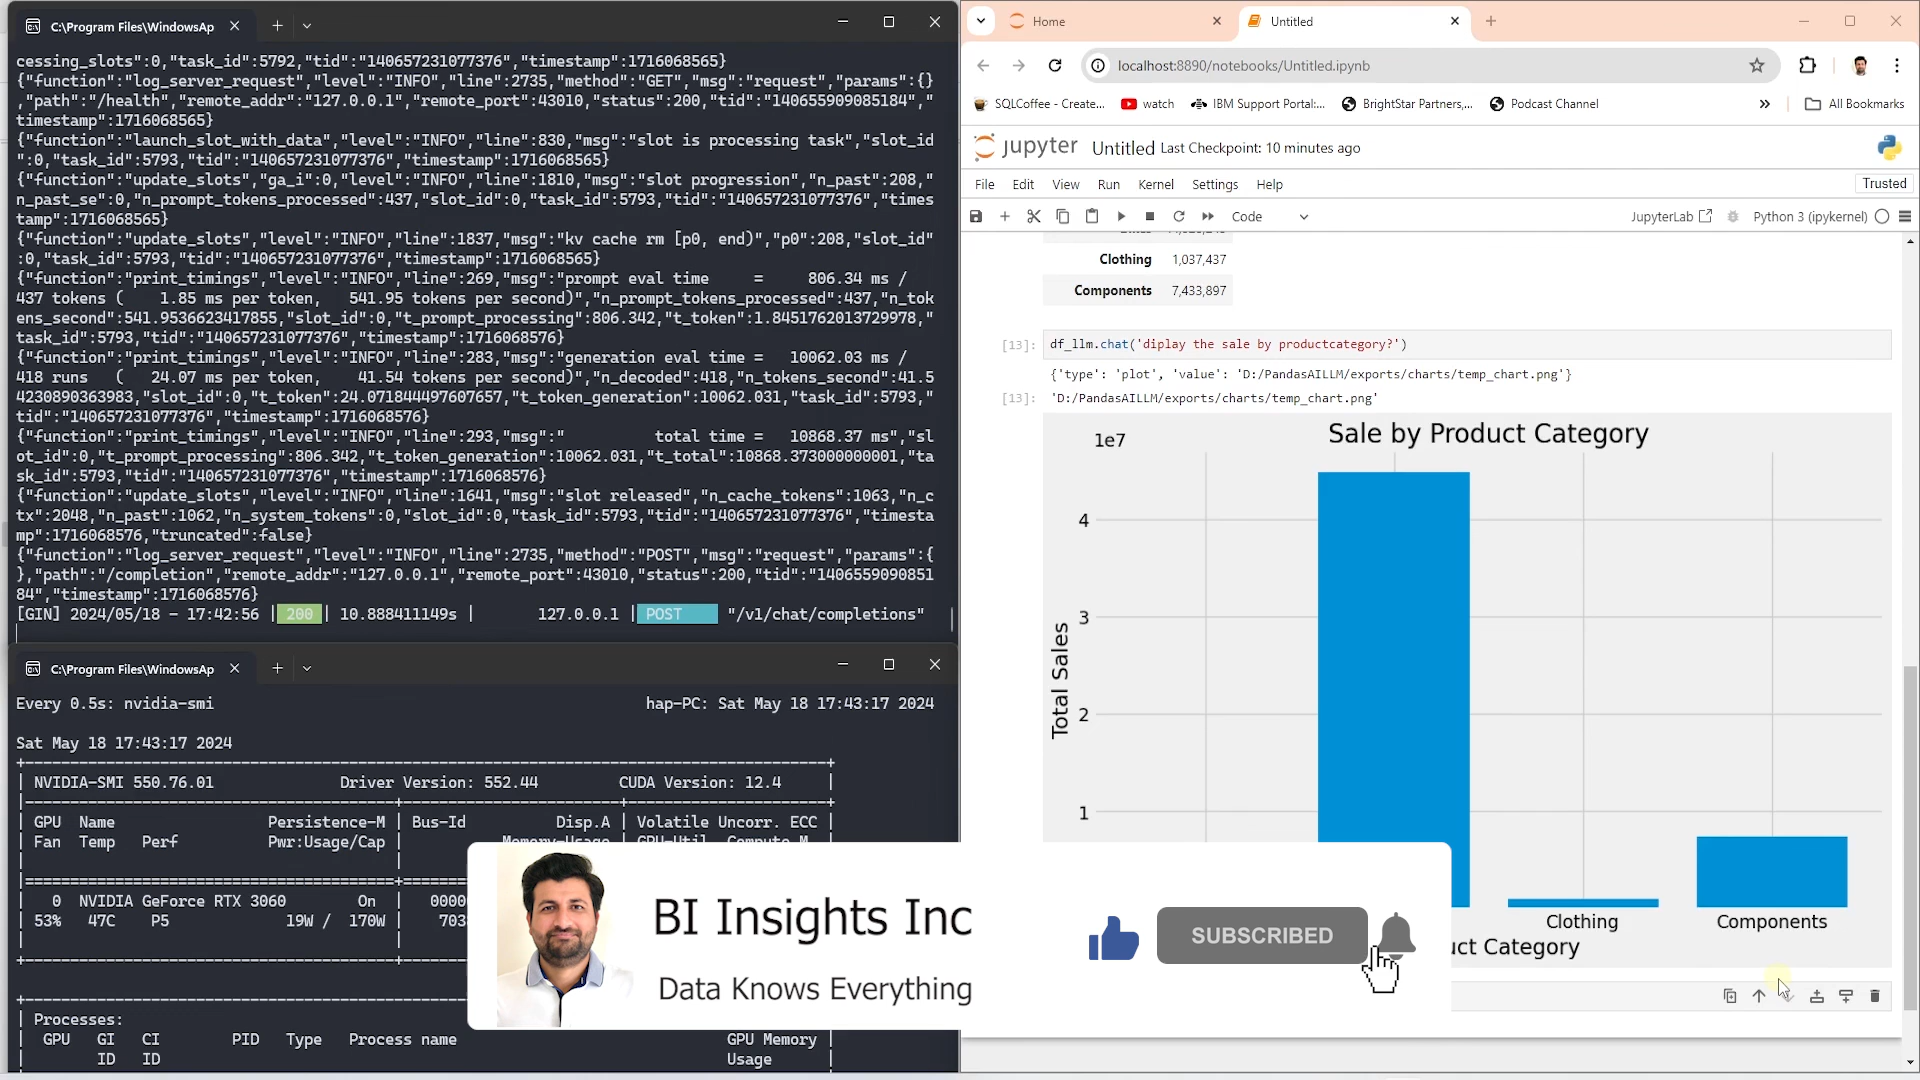 C:\Program Files\WindowsAp
cessing_slots":0,"task_id":5792,"tid":"140657231077376","timestamp":1716068565}
{"function":"log_server_request","level":"INFO","line":2735,"method":"GET","msg":"request","params":{}
,"path":"/health","remote_addr":"127.0.0.1","remote_port":43010,"status":200,"tid":"140655909085184","
timestamp":1716068565}
{"function":"launch_slot_with_data","level":"INFO","line":830,"msg":"slot is processing task","slot_id
":0,"task_id":5793,"tid":"140657231077376","timestamp":1716068565}
{"function":"update_slots","ga_i":0,"level":"INFO","line":1810,"msg":"slot progression","n_past":208,"
n_past_se":0,"n_prompt_tokens_processed":437,"slot_id":0,"task_id":5793,"tid":"140657231077376","times
tamp":1716068565}
{"function":"update_slots","level":"INFO","line":1837,"msg":"kv cache rm [p0, end)","p0":208,"slot_id"
:0,"task_id":5793,"tid":"140657231077376","timestamp":1716068565}
{"function":"print_timings","level":"INFO","line":269,"msg":"prompt eval time     =     806.34 ms /
437 tokens (    1.85 ms per token,   541.95 tokens per second)","n_prompt_tokens_processed":437,"n_tok
ens_second":541.9536623417855,"slot_id":0,"t_prompt_processing":806.342,"t_token":1.8451762013729978,"
task_id":5793,"tid":"140657231077376","timestamp":1716068576}
{"function":"print_timings","level":"INFO","line":283,"msg":"generation eval time =   10062.03 ms /
418 runs   (   24.07 ms per token,    41.54 tokens per second)","n_decoded":418,"n_tokens_second":41.5
4230890363983,"slot_id":0,"t_token":24.071844497607657,"t_token_generation":10062.031,"task_id":5793,"
tid":"140657231077376","timestamp":1716068576}
{"function":"print_timings","level":"INFO","line":293,"msg":"          total time =   10868.37 ms","sl
ot_id":0,"t_prompt_processing":806.342,"t_token_generation":10062.031,"t_total":10868.373000000001,"ta
sk_id":5793,"tid":"140657231077376","timestamp":1716068576}
{"function":"update_slots","level":"INFO","line":1641,"msg":"slot released","n_cache_tokens":1063,"n_c
tx":2048,"n_past":1062,"n_system_tokens":0,"slot_id":0,"task_id":5793,"tid":"140657231077376","timesta
mp":1716068576,"truncated":false}
{"function":"log_server_request","level":"INFO","line":2735,"method":"POST","msg":"request","params":{
},"path":"/completion","remote_addr":"127.0.0.1","remote_port":43010,"status":200,"tid":"1406559090851
84","timestamp":1716068576}
[GIN] 2024/05/18 - 17:42:56 | 200 | 10.888411149s |       127.0.0.1 | POST     "/v1/chat/completions"
C:\Program Files\WindowsAp
Every 0.5s: nvidia-smi hap-PC: Sat May 18 17:43:17 2024
Sat May 18 17:43:17 2024
NVIDIA-SMI 550.76.01 Driver Version: 552.44 CUDA Version: 12.4
GPU Name Persistence-M | Bus-Id Disp.A | Volatile Uncorr. ECC
Fan Temp Perf Pwr:Usage/Cap | Memory-Usage | GPU-Util Compute M.
0 NVIDIA GeForce RTX 3060 On | 0000
53% 47C P5 19W / 170W | 703
Processes:
GPU GI CI PID Type Process name GPU Memory
ID ID Usage
Home
Untitled
localhost:8890/notebooks/Untitled.ipynb
SQLCoffee - Create... watch IBM Support Portal:... BrightStar Partners,... Podcast Channel » All Bookmarks
jupyter Untitled Last Checkpoint: 10 minutes ago
File Edit View Run Kernel Settings Help Trusted
Code JupyterLab Python 3 (ipykernel)
Clothing 1,037,437
Components 7,433,897
[13]: df_llm.chat('diplay the sale by productcategory?')
{'type': 'plot', 'value': 'D:/PandasAILLM/exports/charts/temp_chart.png'}
[13]: 'D:/PandasAILLM/exports/charts/temp_chart.png'
Sale by Product Category
1e7
4
3
2
1
Total Sales
Clothing Components
uct Category
BI Insights Inc
Data Knows Everything
SUBSCRIBED